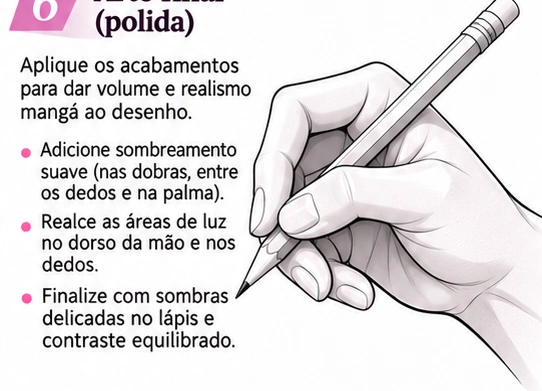 6
(polida)
Aplique os acabamentos
para dar volume e realismo
mangá ao desenho.
Adicione sombreamento
suave (nas dobras, entre
os dedos e na palma).
Realce as áreas de luz
no dorso da mão e nos
dedos.
Finalize com sombras
delicadas no lápis e
contraste equilibrado.